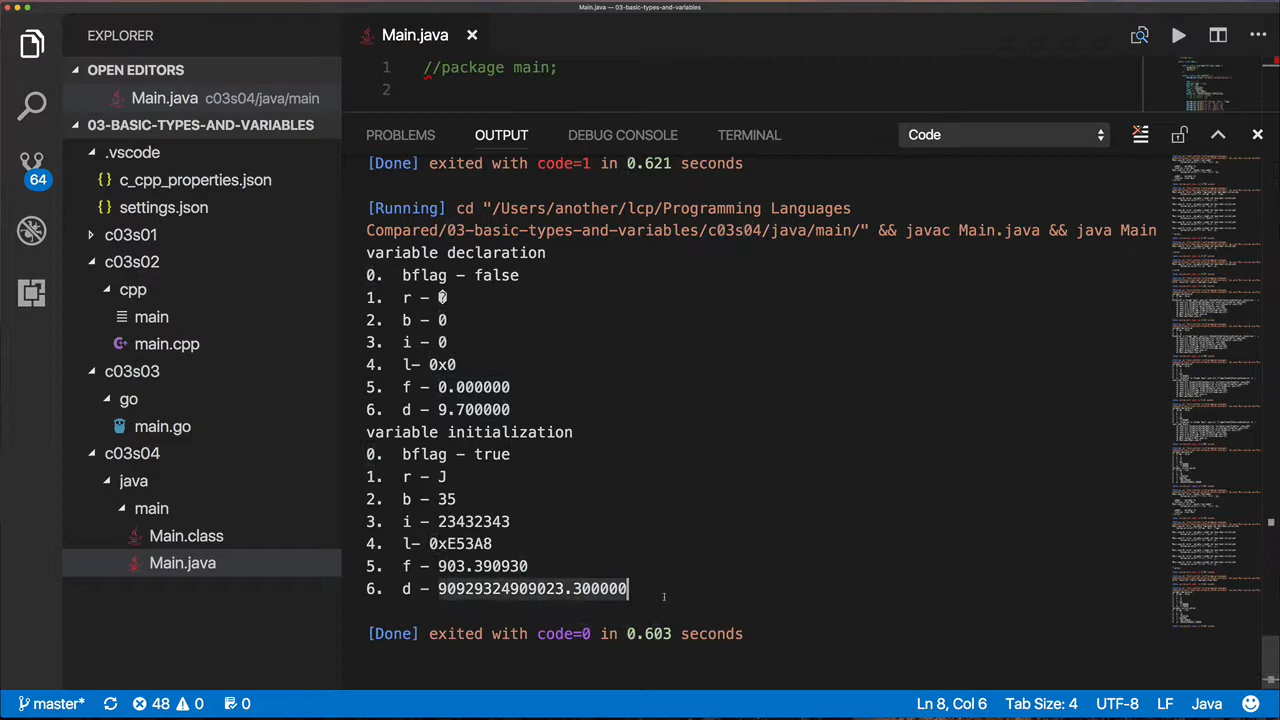 Main.java — 03-basic-types-and-variables
EXPLORER
OPEN EDITORS
Main.java c03s04/java/main
03-BASIC-TYPES-AND-VARIABLES
.vscode
{} c_cpp_properties.json
{} settings.json
c03s01
c03s02
cpp
main
main.cpp
c03s03
go
main.go
c03s04
java
main
Main.class
Main.java
64
Main.java
1 //package main;
2
PROBLEMS OUTPUT DEBUG CONSOLE TERMINAL Code
[Done] exited with code=1 in 0.621 seconds
[Running] cd "/Users/another/lcp/Programming Languages
Compared/03-basic-types-and-variables/c03s04/java/main/" && javac Main.java && java Main
variable declaration
0. bflag – false
1. r –
2. b – 0
3. i – 0
4. l– 0x0
5. f – 0.000000
6. d – 9.700000
variable initialization
0. bflag – true
1. r – J
2. b – 35
3. i – 23432343
4. l–
5. f – 903.390930
6. d –
[Done] exited with code=0 in 0.603 seconds
master* 48 0 0
Ln 8, Col 6 Tab Size: 4 UTF-8 LF Java